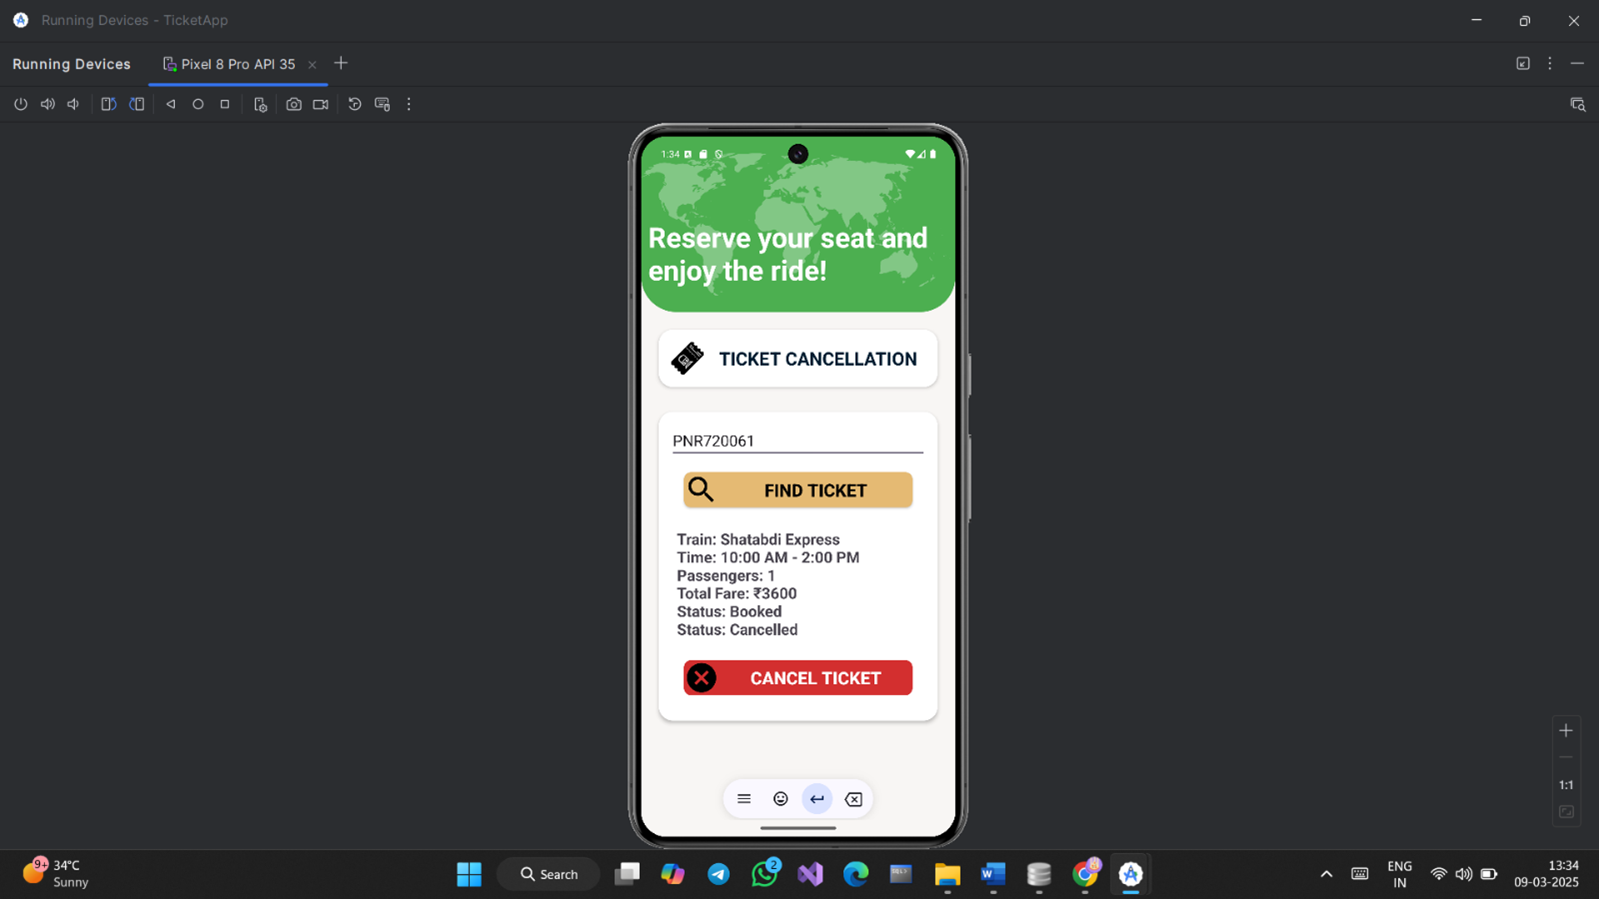 Running Devices - TicketApp
Running Devices
Pixel 8 Pro API 35
1:34
Reserve your seat and
enjoy the ride!
TICKET CANCELLATION
PNR720061
FIND TICKET
Train: Shatabdi Express
Time: 10:00 AM - 2:00 PM
Passengers: 1
Total Fare: ₹3600
Status: Booked
Status: Cancelled
CANCEL TICKET
1:1
9+
34°C
Sunny
Search
2
ENG
IN
13:34
09-03-2025